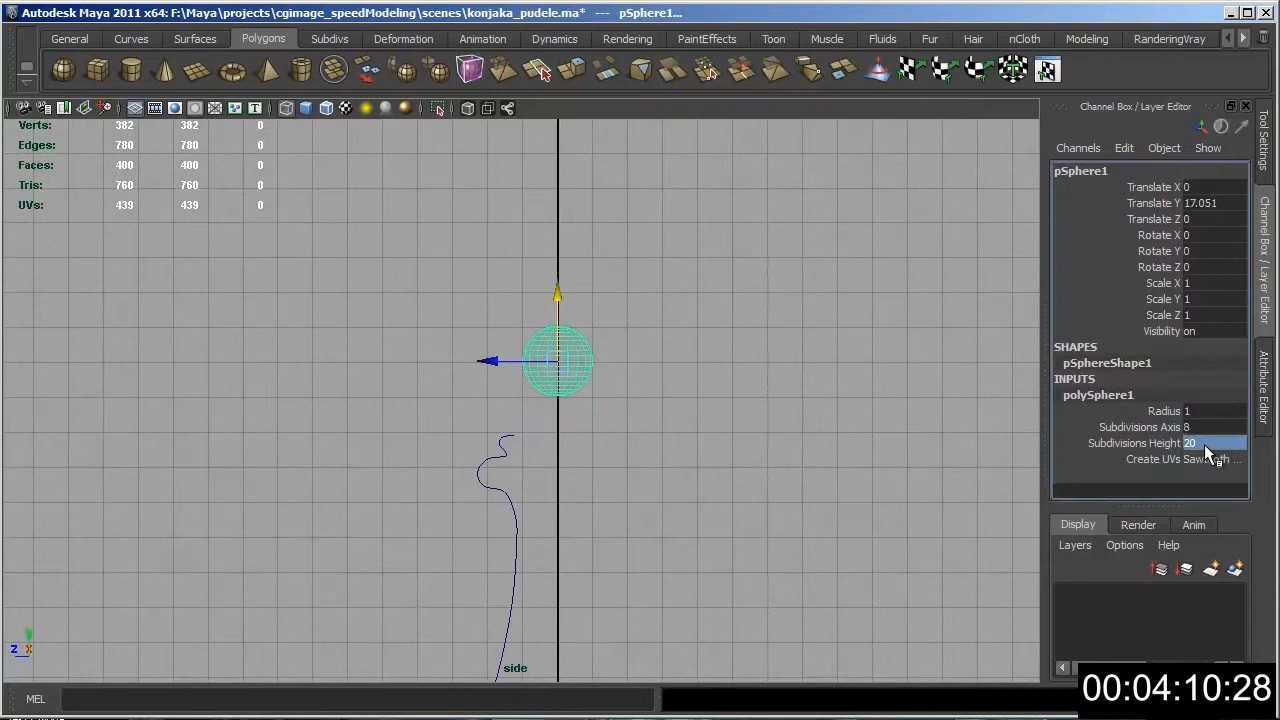 Autodesk Maya 2011 x64: F:\Maya\projects\cgimage_speedModeling\scenes\konjaka_pudele.ma* --- pSphere1...
General Curves Surfaces Polygons Subdivs Deformation Animation Dynamics Rendering PaintEffects Toon Muscle Fluids Fur Hair nCloth Modeling RenderingVray
Channel Box / Layer Editor
Verts: 382 382 0
Edges: 780 780 0
Faces: 400 400 0
Tris: 760 760 0
UVs: 439 439 0
Channels Edit Object Show
pSphere1
Translate X 0
Translate Y 17.051
Translate Z 0
Rotate X 0
Rotate Y 0
Rotate Z 0
Scale X 1
Scale Y 1
Scale Z 1
Visibility on
SHAPES
pSphereShape1
INPUTS
polySphere1
Radius 1
Subdivisions Axis 8
Subdivisions Height 20
Create UVs
Tool Settings
Channel Box / Layer Editor
Attribute Editor
Display Render Anim
Layers Options Help
Z X
Y
side
MEL
00:04:10:28